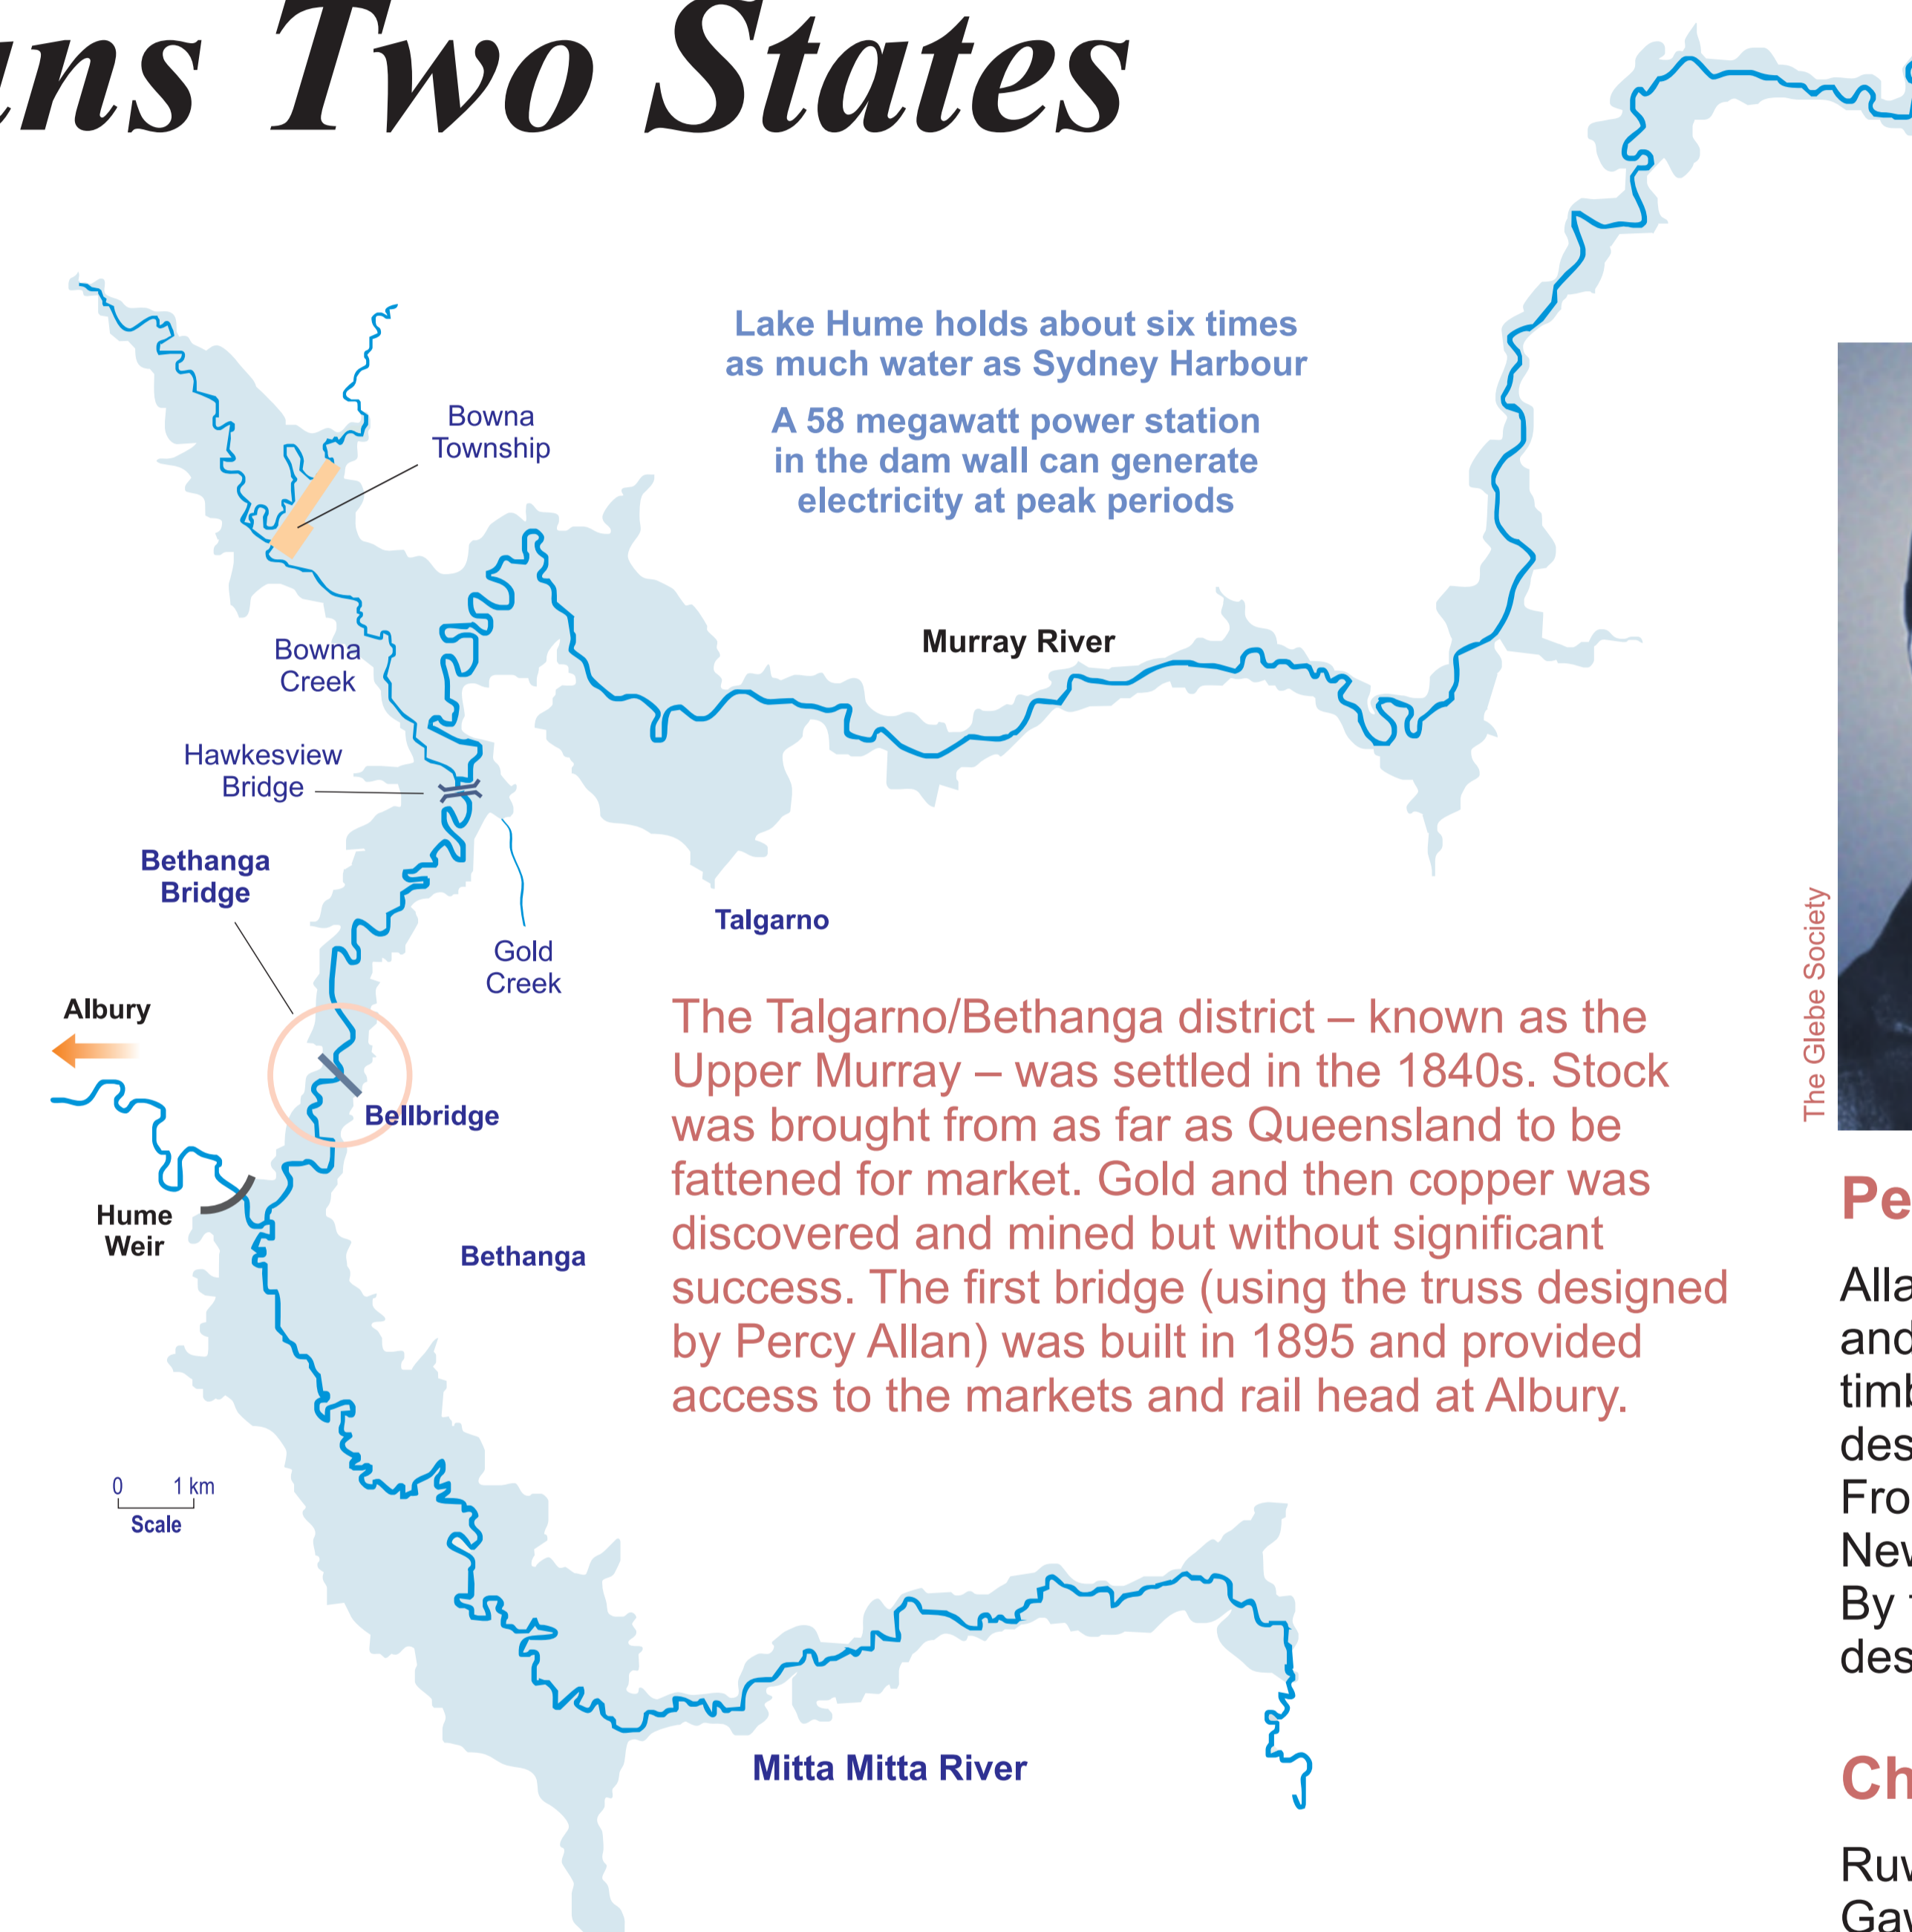 Two States
Lake Hume holds about six times
as much water as Sydney Harbour
A 58 megawatt power station
in the dam wall can generate
electricity at peak periods
Bowna
Township
Murray River
Bowna
Creek
Hawkesview
Bridge
Bethanga
Bridge
Talgarno
Gold
Creek
Albury
Bellbridge
Hume
Weir
Bethanga
The Talgarno/Bethanga district – known as the
Upper Murray – was settled in the 1840s. Stock
was brought from as far as Queensland to be
fattened for market. Gold and then copper was
discovered and mined but without significant
success. The first bridge (using the truss designed
by Percy Allan) was built in 1895 and provided
access to the markets and rail head at Albury.
0 1 km
Scale
Mitta Mitta River
The Glebe Society
and
By